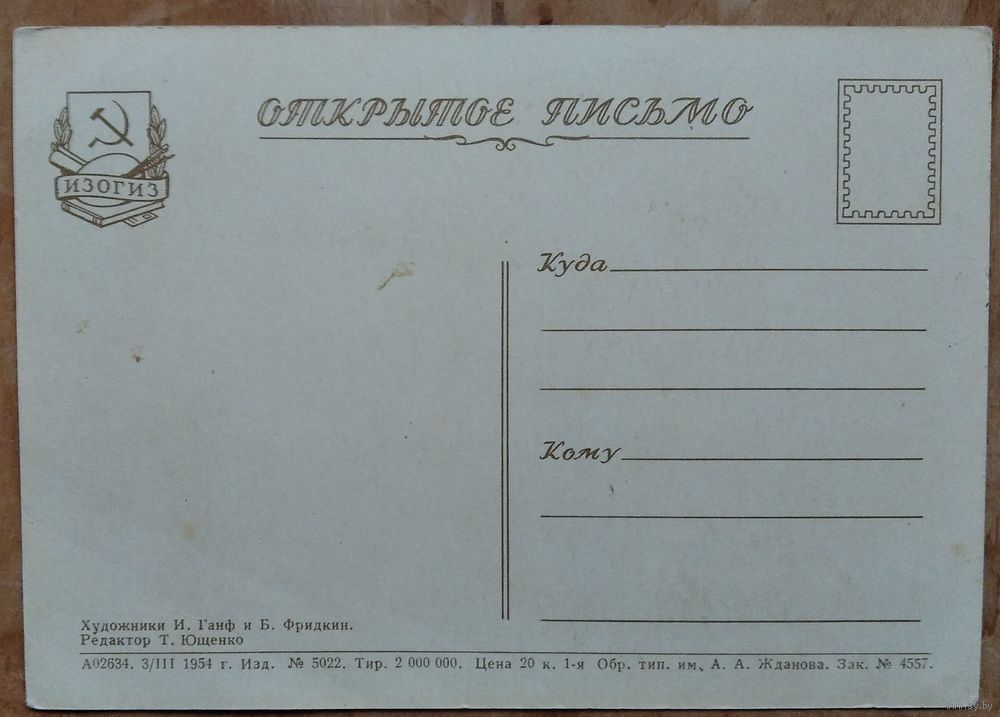 ОТКРЫТОЕ ПИСЬМО
ИЗОГИЗ
Куда
Кому
Художники И. Ганф и Б. Фридкин.
Редактор Т. Ющенко
А02634. 3/III 1954 г. Изд. № 5022. Тир. 2 000 000. Цена 20 к. 1-я Обр. тип. им. А. А. Жданова. Зак. № 4557.